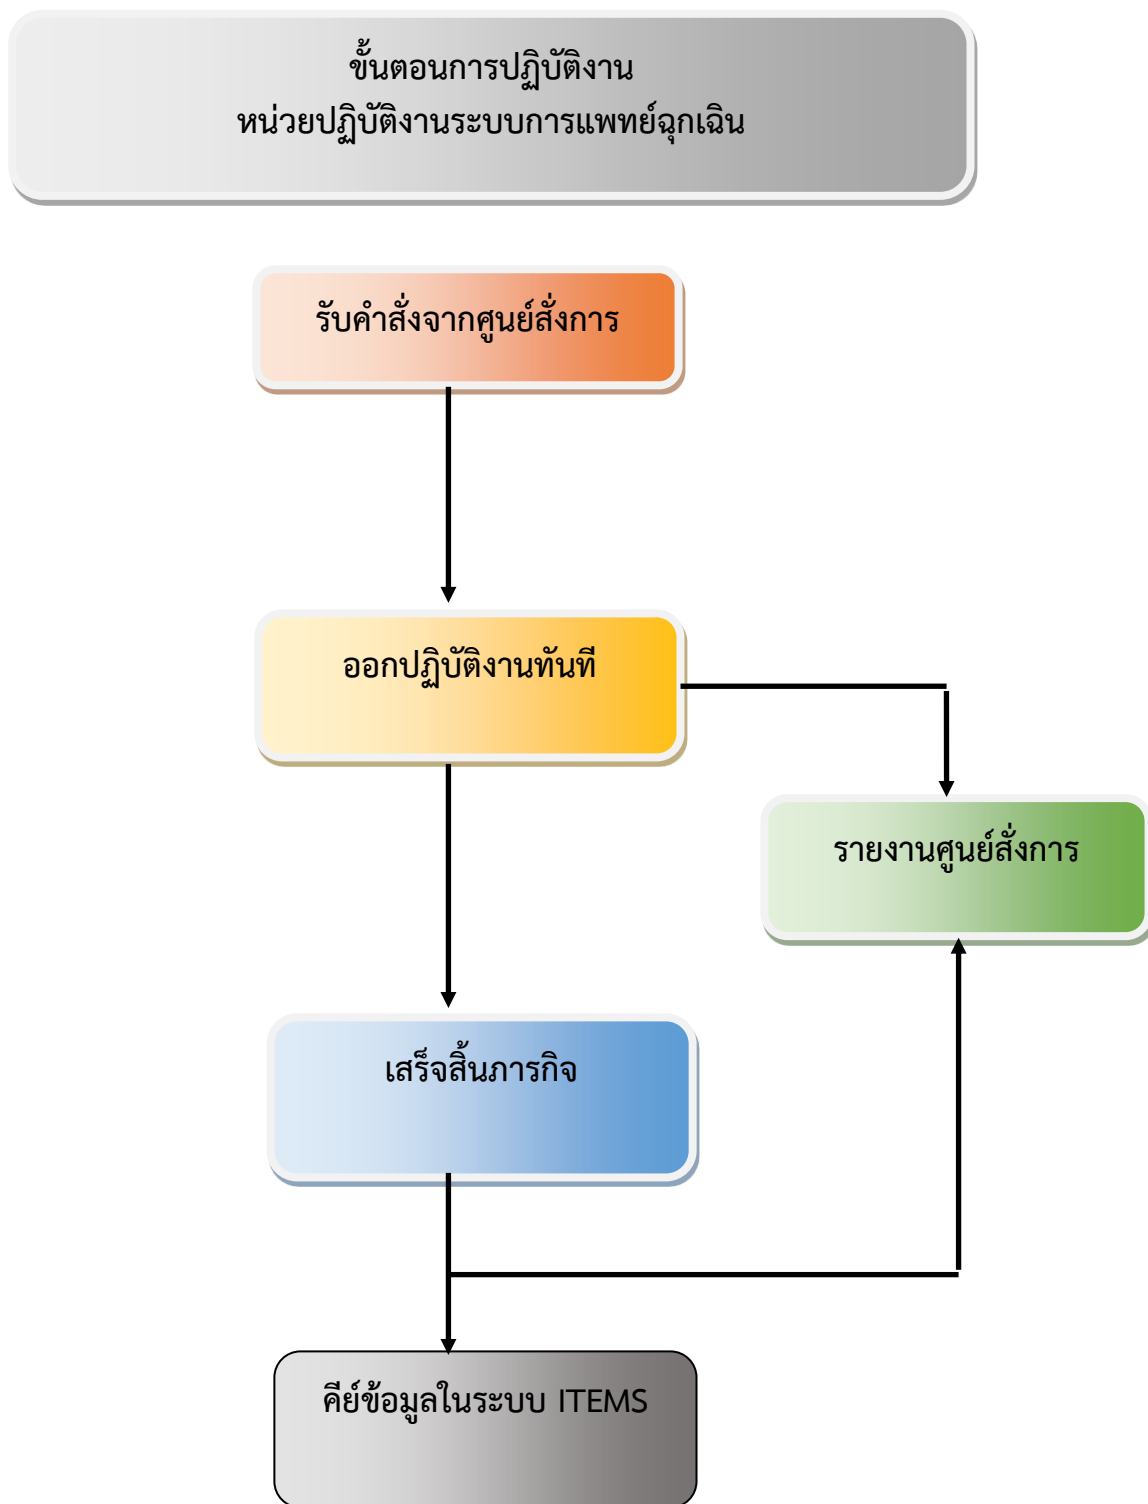 ขั้นตอนการปฏิบัติงาน
หน่วยปฏิบัติงานระบบการแพทย์ฉุกเฉิน
รับคำสั่งจากศูนย์สั่งการ
ออกปฏิบัติงานทันที
รายงานศูนย์สั่งการ
เสร็จสิ้นภารกิจ
คีย์ข้อมูลในระบบ ITEMS